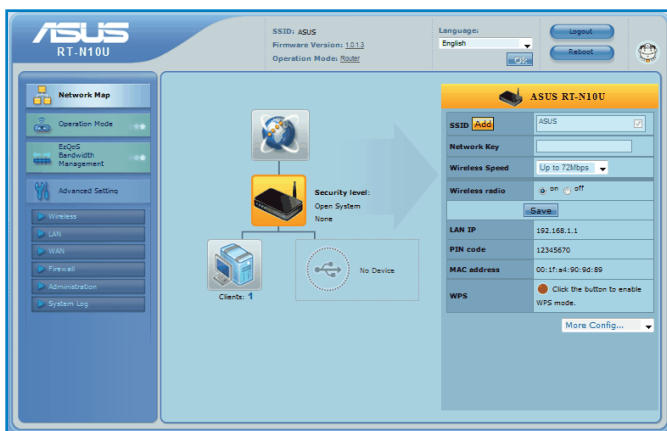 ASUS
RT-N10U
SSID: ASUS
Firmware Version: 1.0.1.3
Operation Mode: Router
Language:
English
OK
Logout
Reboot
Network Map
Operation Mode
EzQoS
Bandwidth
Management
Advanced Setting
Wireless
LAN
WAN
Firewall
Administration
System Log
Security level:
Open System
None
Clients: 1
No Device
ASUS RT-N10U
SSID Add ASUS
Network Key
Wireless Speed Up to 72Mbps
Wireless radio on off
Save
LAN IP 192.168.1.1
PIN code 12345670
MAC address 00:1f:a4:90:9d:89
WPS Click the button to enable
WPS mode.
More Config...